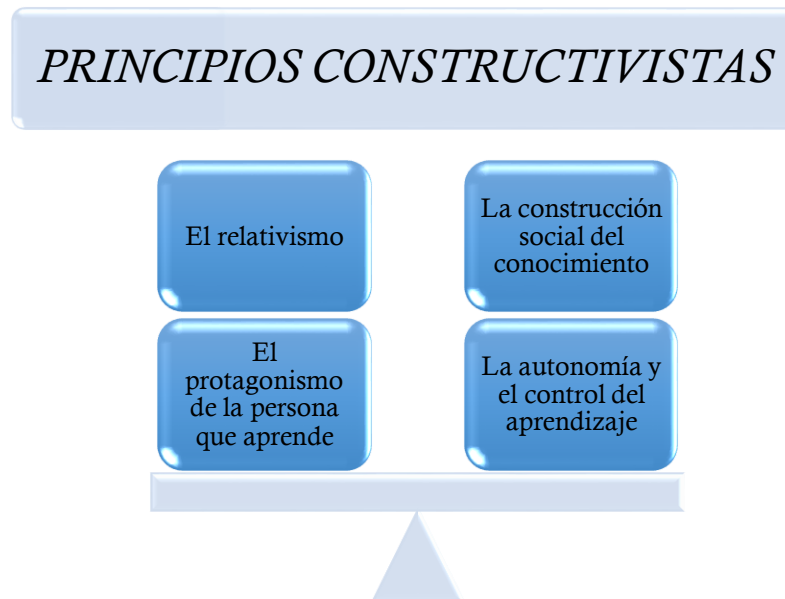 PRINCIPIOS CONSTRUCTIVISTAS
El relativismo
La construcción
social del
conocimiento
El
protagonismo
de la persona
que aprende
La autonomía y
el control del
aprendizaje